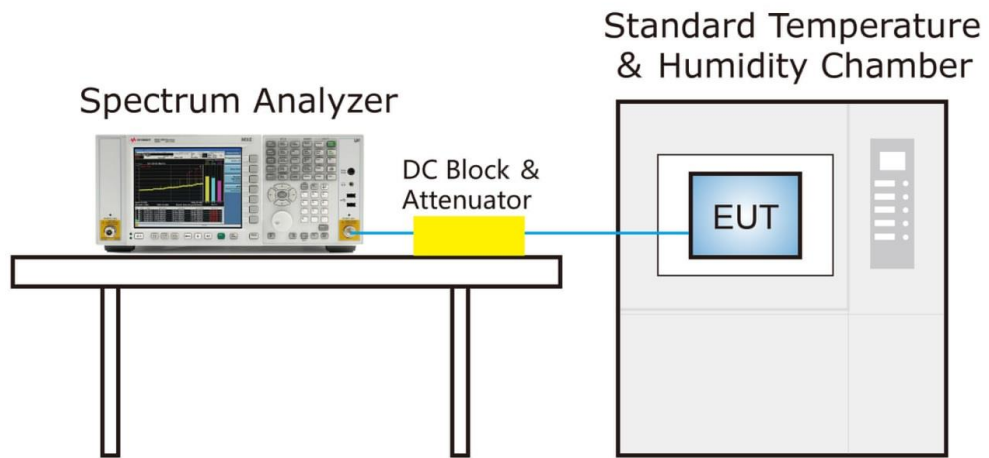 Standard Temperature
& Humidity Chamber
Spectrum Analyzer
DC Block &
Attenuator
EUT